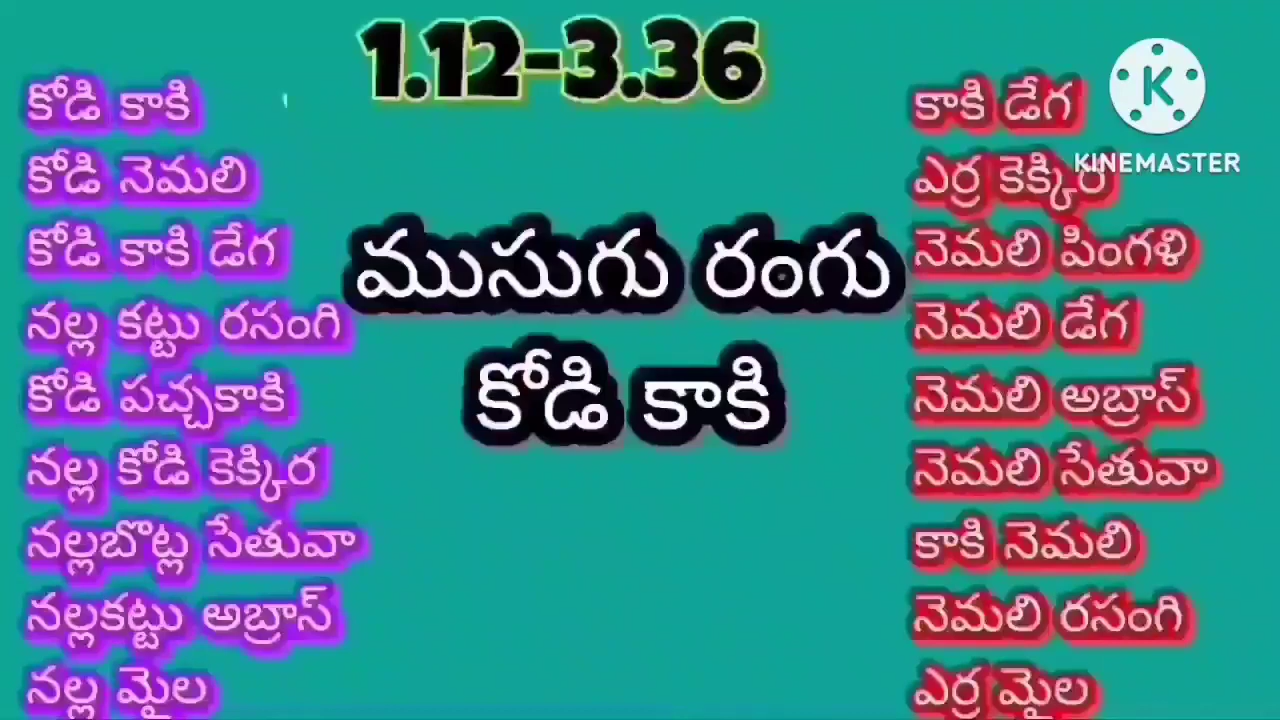 1.12-3.36
కోడి కాకి
కోడి నెమలి
కోడి కాకి డేగ
నల్ల కట్టు రసంగి
కోడి పచ్చకాకి
నల్ల కోడి కెక్కిర
నల్లబొట్ల సేతువా
నల్లకట్టు అబ్రాస్
నల్ల మైల
ముసుగు రంగు
కోడి కాకి
కాకి డేగ
ఎర్ర కెక్కిర
నెమలి పింగళి
నెమలి డేగ
నెమలి అబ్రాస్
నెమలి సేతువా
కాకి నెమలి
నెమలి రసంగి
ఎర్ర మైల
K
KINEMASTER